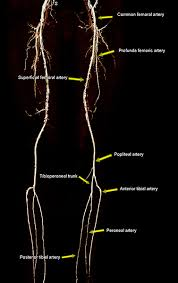 Common femoral artery
Profunda femoris artery
Superficial femoral artery
Popliteal artery
Tibioperoneal trunk
Anterior tibial artery
Peroneal artery
Posterior tibial artery